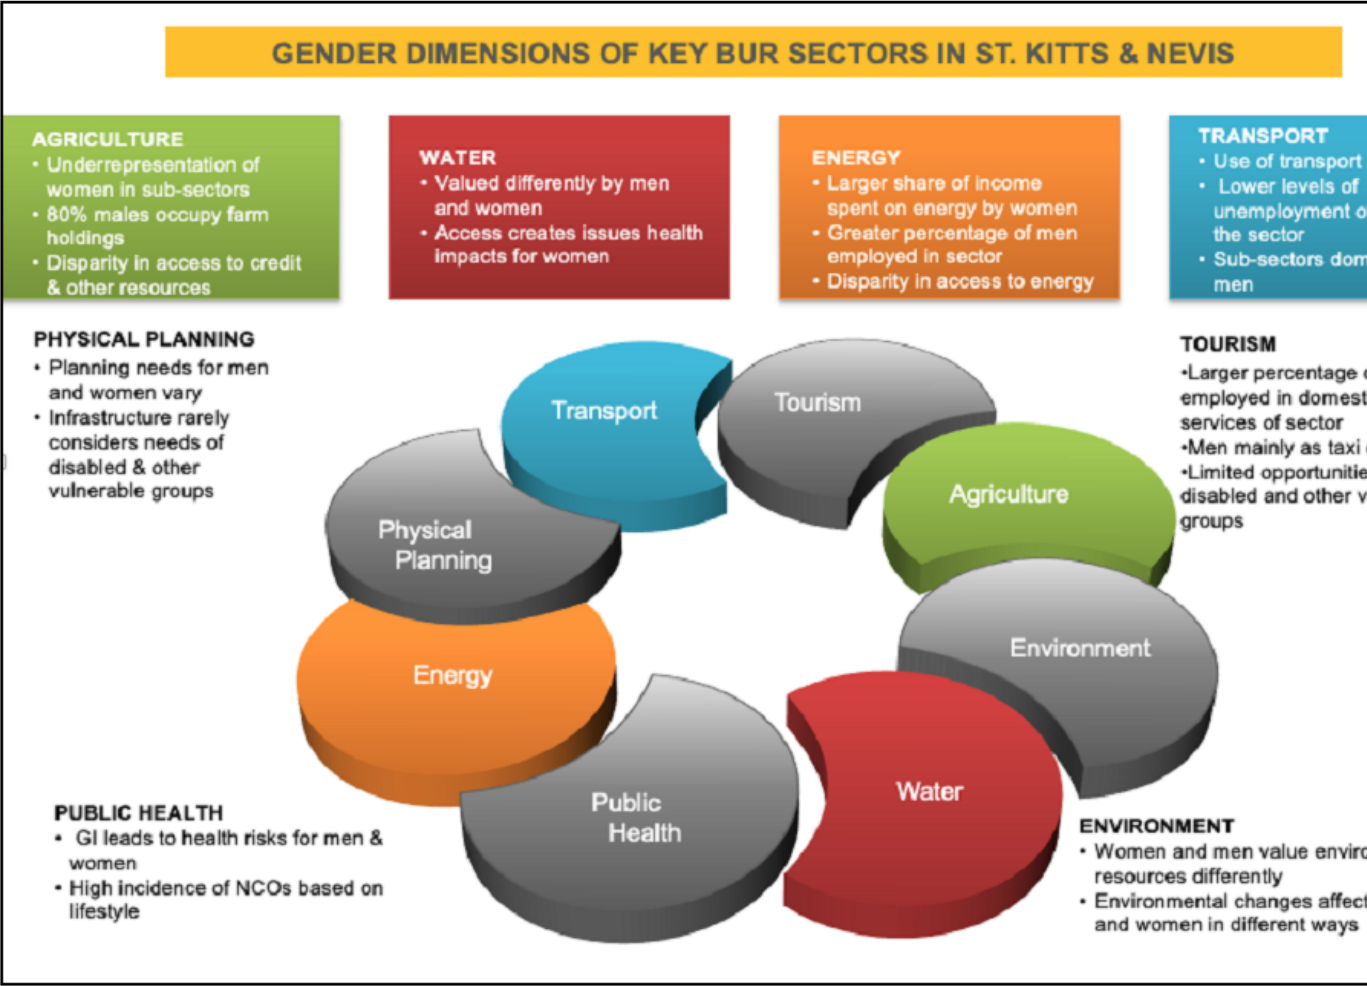 GENDER DIMENSIONS OF KEY BUR SECTORS IN ST. KITTS & NEVIS
AGRICULTURE
• Underrepresentation of
women in sub-sectors
• 80% males occupy farm
holdings
• Disparity in access to credit
& other resources
WATER
• Valued differently by men
and women
• Access creates issues health
impacts for women
ENERGY
• Larger share of income
spent on energy by women
• Greater percentage of men
employed in sector
• Disparity in access to energy
TRANSPORT
• Use of transport
• Lower levels of
unemployment
the sector
• Sub-sectors
men
PHYSICAL PLANNING
• Planning needs for men
and women vary
• Infrastructure rarely
considers needs of
disabled & other
vulnerable groups
TOURISM
•Larger percentage
employed in
services of sector
•Men mainly as taxi
•Limited
disabled and other
groups
Transport
Tourism
Agriculture
Physical
Planning
Environment
Energy
Water
Public
Health
PUBLIC HEALTH
• GI leads to health risks for men &
women
• High incidence of NCOs based on
lifestyle
ENVIRONMENT
• Women and men value
resources differently
• Environmental changes affect
and women in different ways